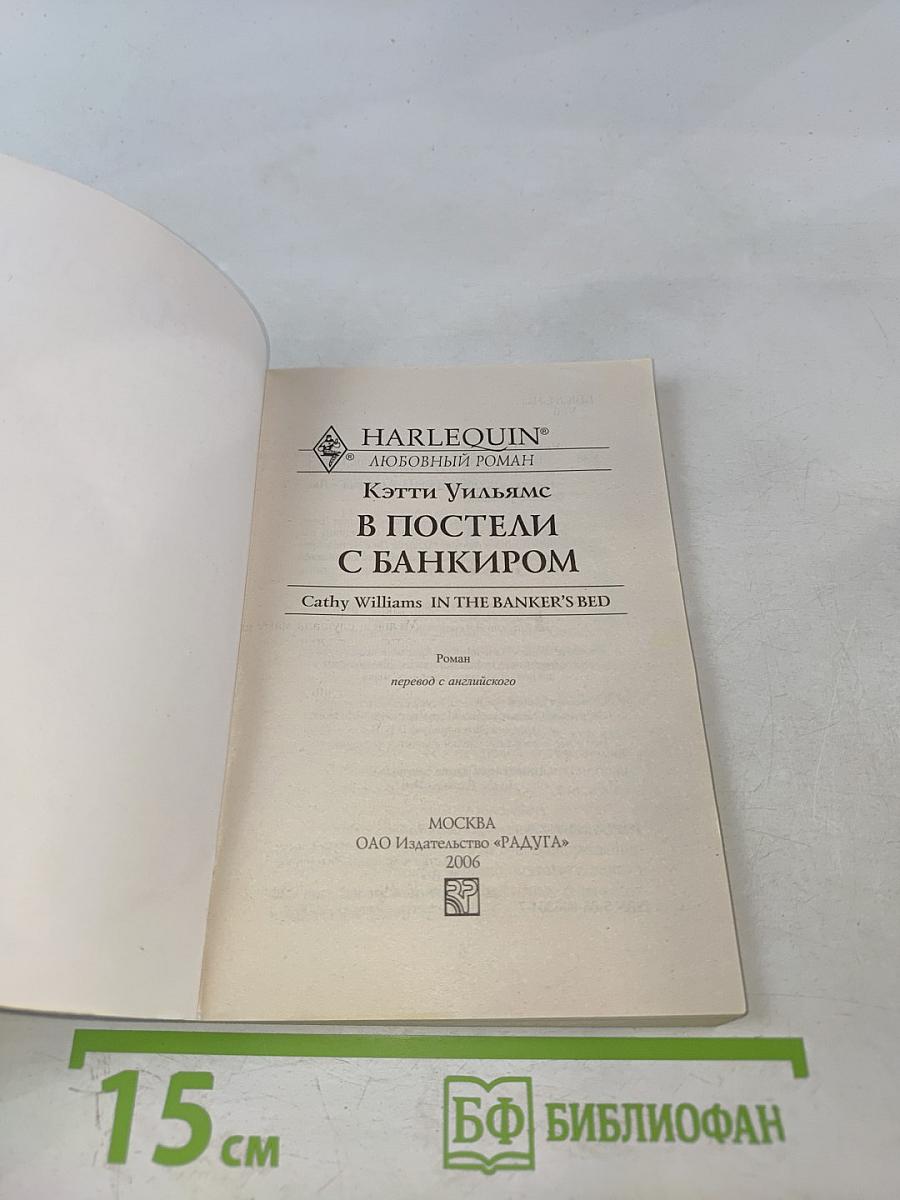 HARLEQUIN®
®
ЛЮБОВНЫЙ РОМАН
Кэтти Уильямс
В ПОСТЕЛИ
С БАНКИРОМ
Cathy Williams IN THE BANKER'S BED
Роман
перевод с английского
МОСКВА
ОАО Издательство «РАДУГА»
2006
15 см
БФ БИБЛИОФАН